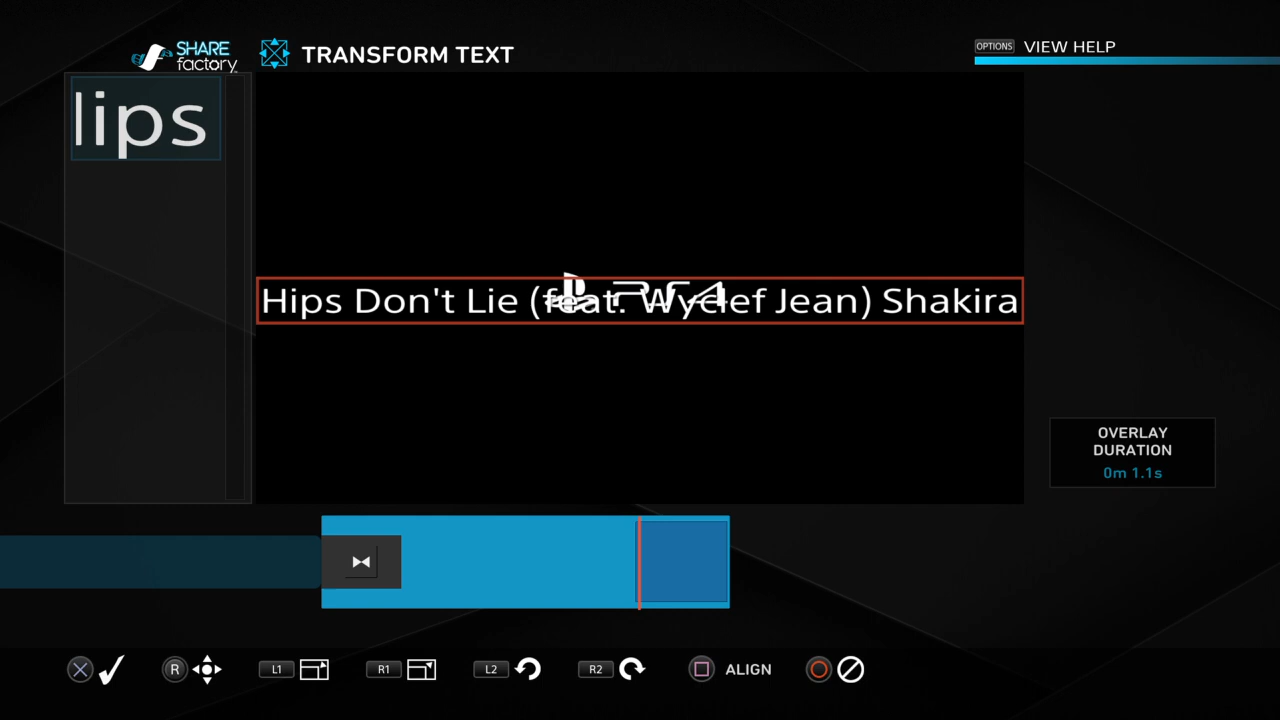 SHARE
factory
TRANSFORM TEXT
OPTIONS VIEW HELP
lips
PS4
Hips Don't Lie (feat. Wyclef Jean) Shakira
OVERLAY
DURATION
0m 1.1s
R
L1
R1
L2
R2
ALIGN